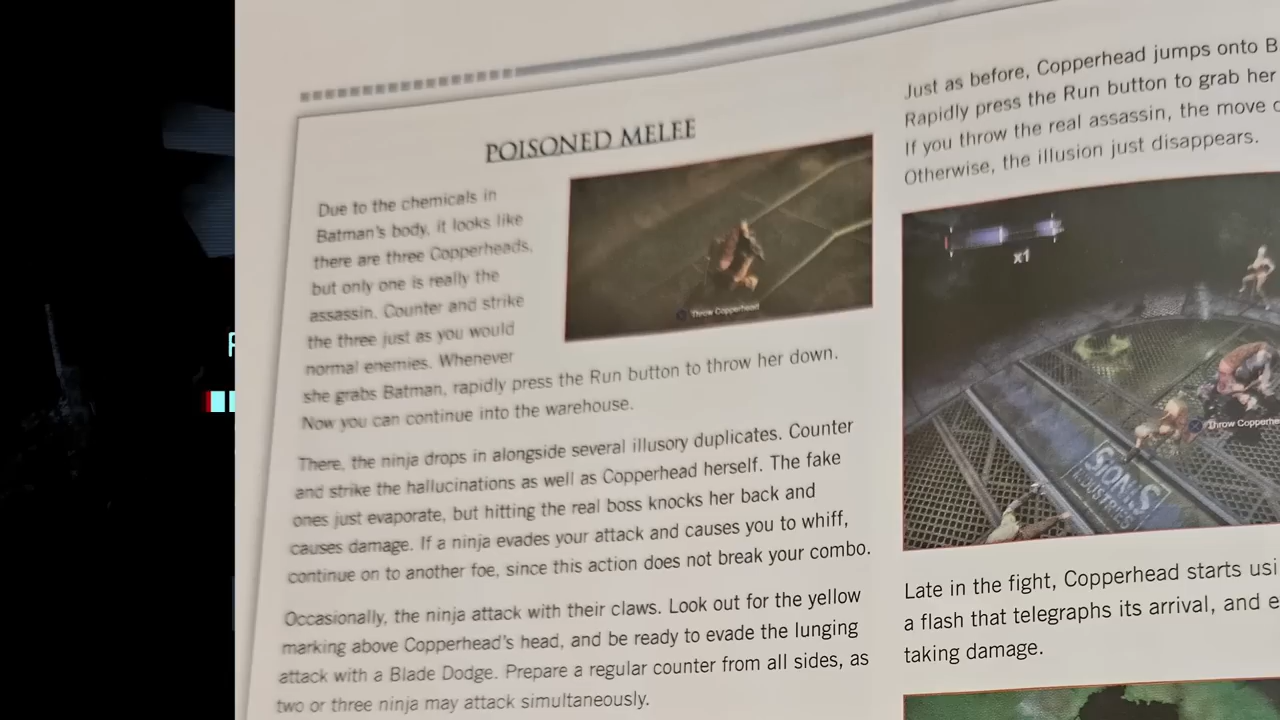 POISONED MELEE
Due to the chemicals in
Batman's body, it looks like
there are three Copperheads,
but only one is really the
assassin. Counter and strike
the three just as you would
normal enemies. Whenever
she grabs Batman, rapidly press the Run button to throw her down.
Now you can continue into the warehouse.
Throw Copperhead
There, the ninja drops in alongside several illusory duplicates. Counter
and strike the hallucinations as well as Copperhead herself. The fake
ones just evaporate, but hitting the real boss knocks her back and
causes damage. If a ninja evades your attack and causes you to whiff,
continue on to another foe, since this action does not break your combo.
Occasionally, the ninja attack with their claws. Look out for the yellow
marking above Copperhead's head, and be ready to evade the lunging
attack with a Blade Dodge. Prepare a regular counter from all sides, as
two or three ninja may attack simultaneously.
Just as before, Copperhead jumps onto B
Rapidly press the Run button to grab her
If you throw the real assassin, the move
Otherwise, the illusion just disappears.
x1
Throw Copperhe
SIONIS
INDUSTRIES
Late in the fight, Copperhead starts usi
a flash that telegraphs its arrival, and e
taking damage.